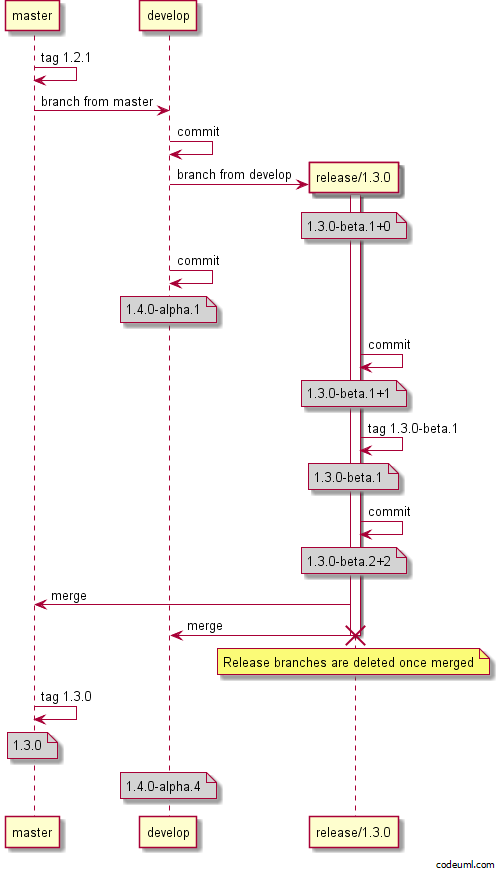 master
develop
tag 1.2.1
branch from master
commit
branch from develop
release/1.3.0
1.3.0-beta.1+0
commit
1.4.0-alpha.1
commit
1.3.0-beta.1+1
tag 1.3.0-beta.1
1.3.0-beta.1
commit
1.3.0-beta.2+2
merge
merge
Release branches are deleted once merged
tag 1.3.0
1.3.0
1.4.0-alpha.4
master
develop
release/1.3.0
codeuml.com